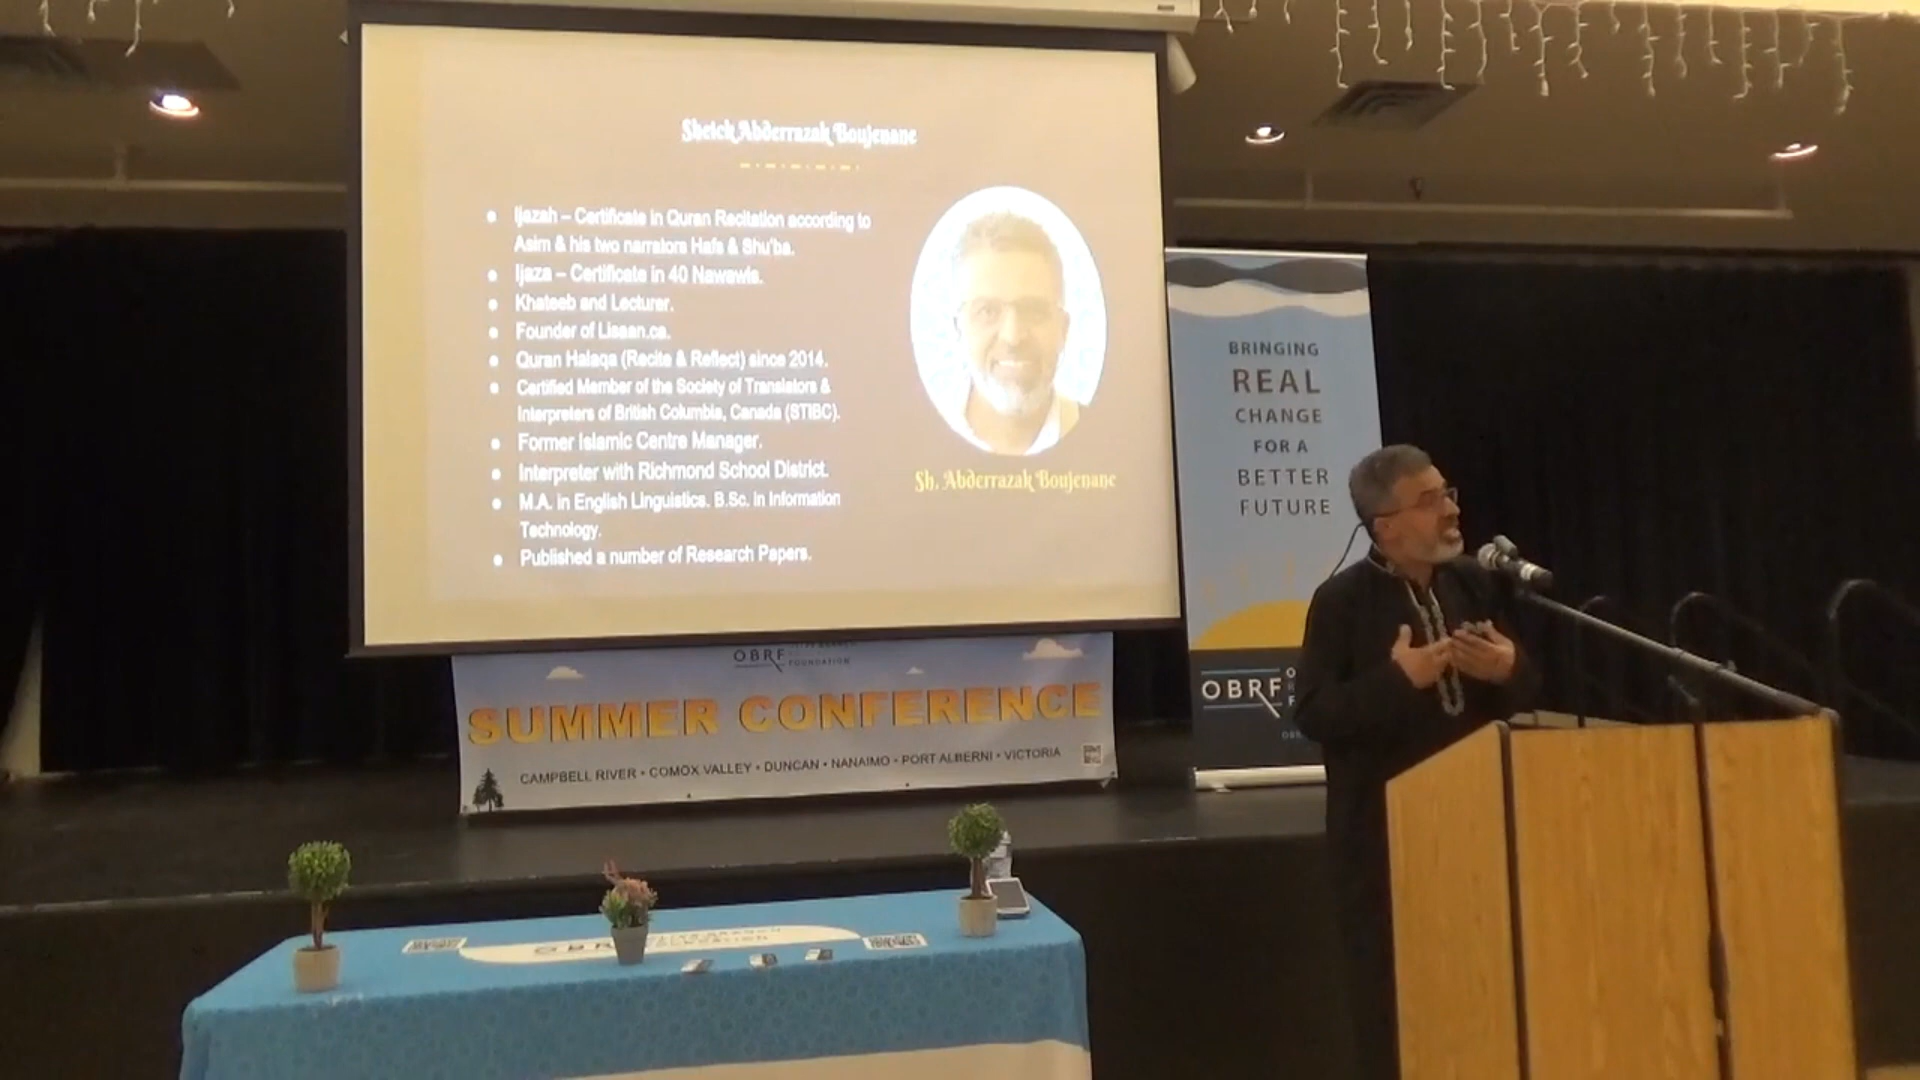 Sheick Abderrazak Boujenane
Ijazah – Certificate in Quran Recitation according to
Asim & his two narrators Hafs & Shu'ba.
Ijaza – Certificate in 40 Nawawis.
Khateeb and Lecturer.
Founder of Lisaan.ca.
Quran Halaqa (Recite & Reflect) since 2014.
Certified Member of the Society of Translators &
Interpreters of British Columbia, Canada (STIBC).
Former Islamic Centre Manager.
Interpreter with Richmond School District.
M.A. in English Linguistics. B.Sc. in Information
Technology.
Published a number of Research Papers.
Sh. Abderrazak Boujenane
BRINGING
REAL
CHANGE
FOR A
BETTER
FUTURE
OBRF
OBRF
FOUNDATION
SUMMER CONFERENCE
CAMPBELL RIVER • COMOX VALLEY • DUNCAN • NANAIMO • PORT ALBERNI • VICTORIA